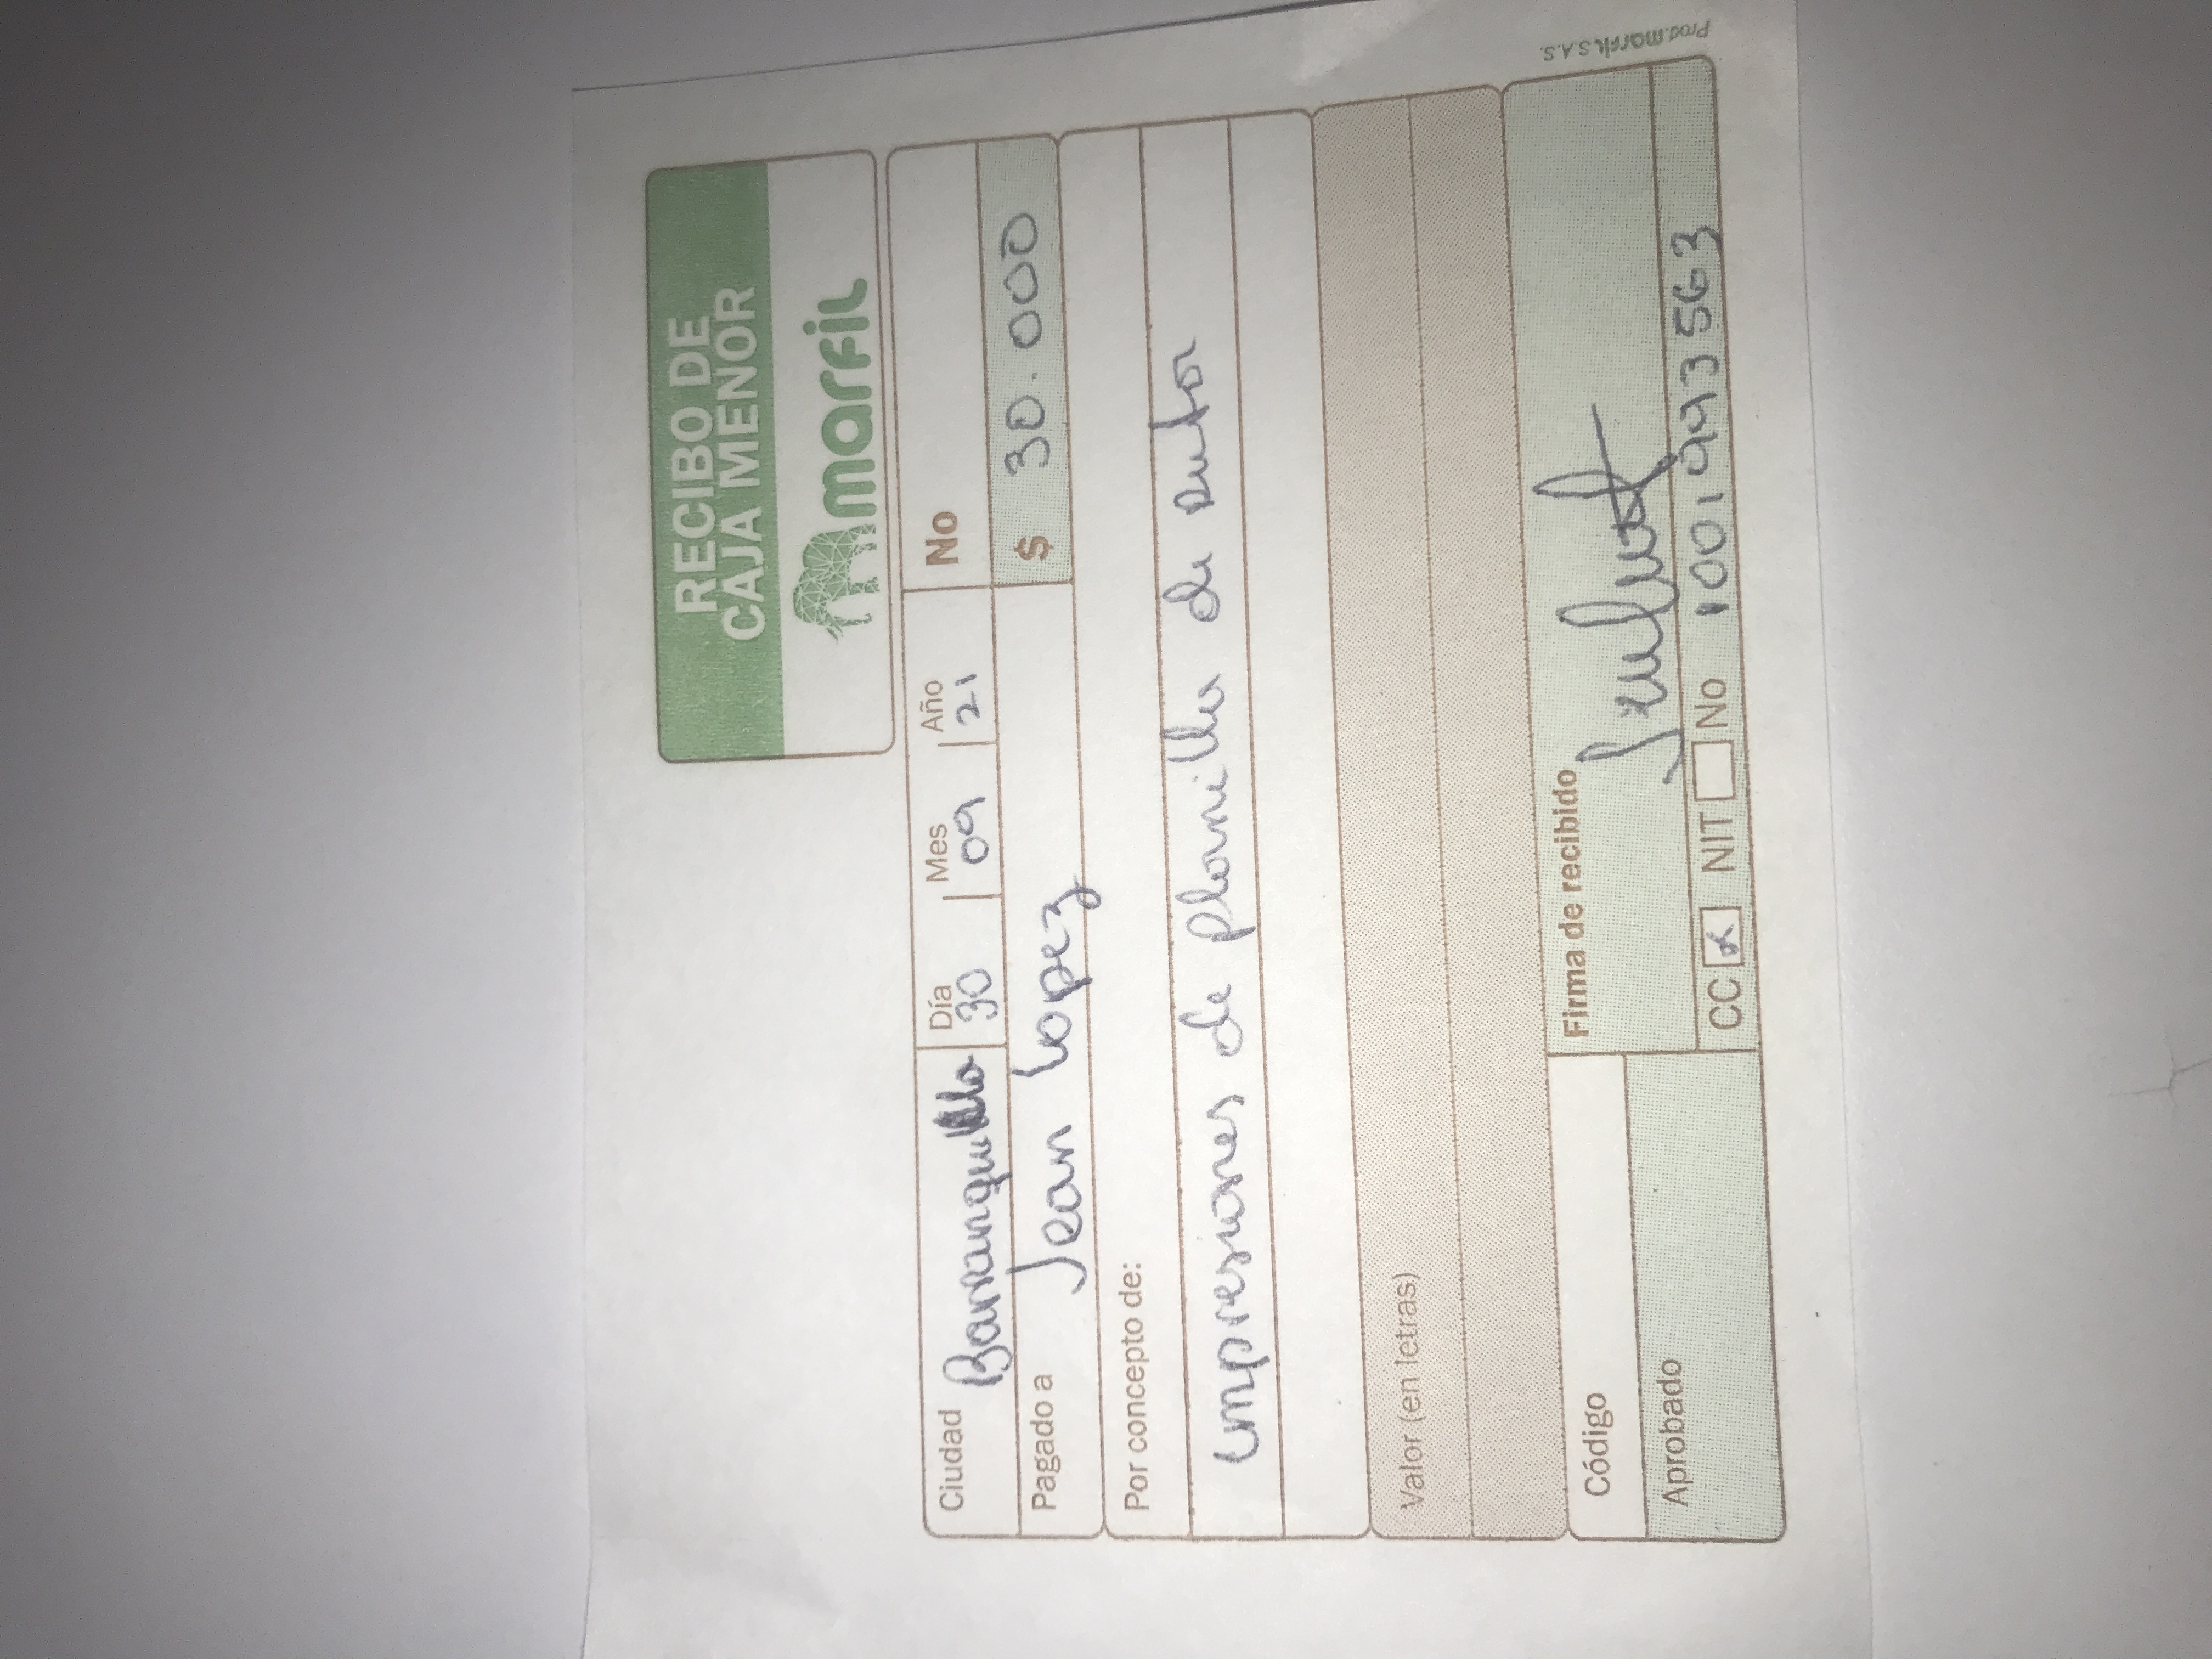 RECIBO DE
CAJA MENOR
marfil
Ciudad Barranquilla Día 30 Mes 09 Año 21 No
Pagado a Jean Lopez $ 30.000
Por concepto de:
impresiones de planilla de rutas
Valor (en letras)
Código
Firma de recibido
Aprobado
CC x NIT No 1001993563
Prod. marfil S.A.S.